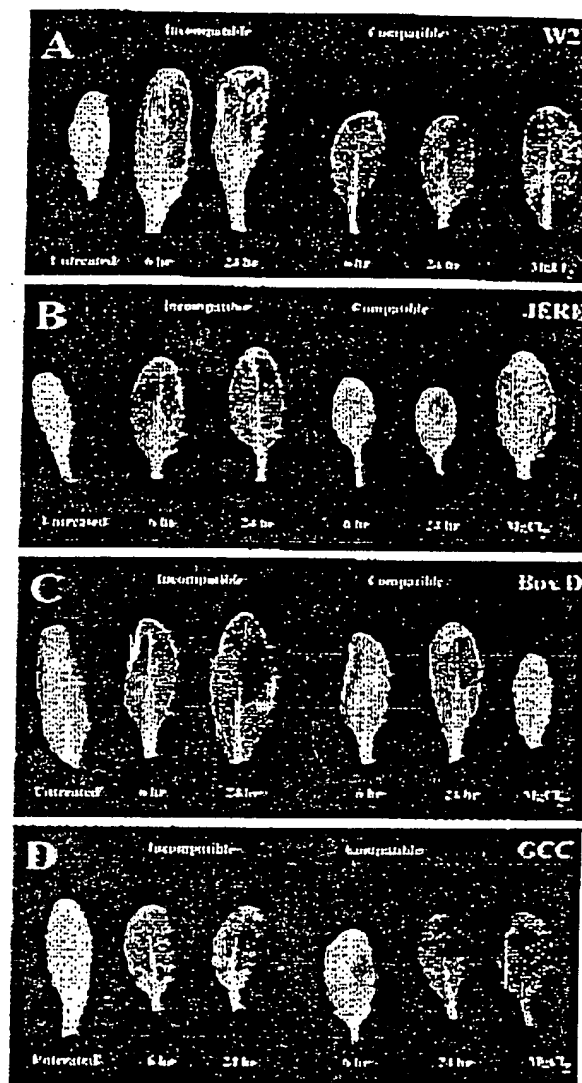 A Incompatible Compatible W2
Untreated 6 hr 24 hr 6 hr 24 hr MgCl2
B Incompatible Compatible JERE
Untreated 6 hr 24 hr 6 hr 24 hr MgCl2
C Incompatible Compatible Box D
Untreated 6 hr 24 hr 6 hr 24 hr MgCl2
D Incompatible Compatible GCC
Untreated 6 hr 24 hr 6 hr 24 hr MgCl2